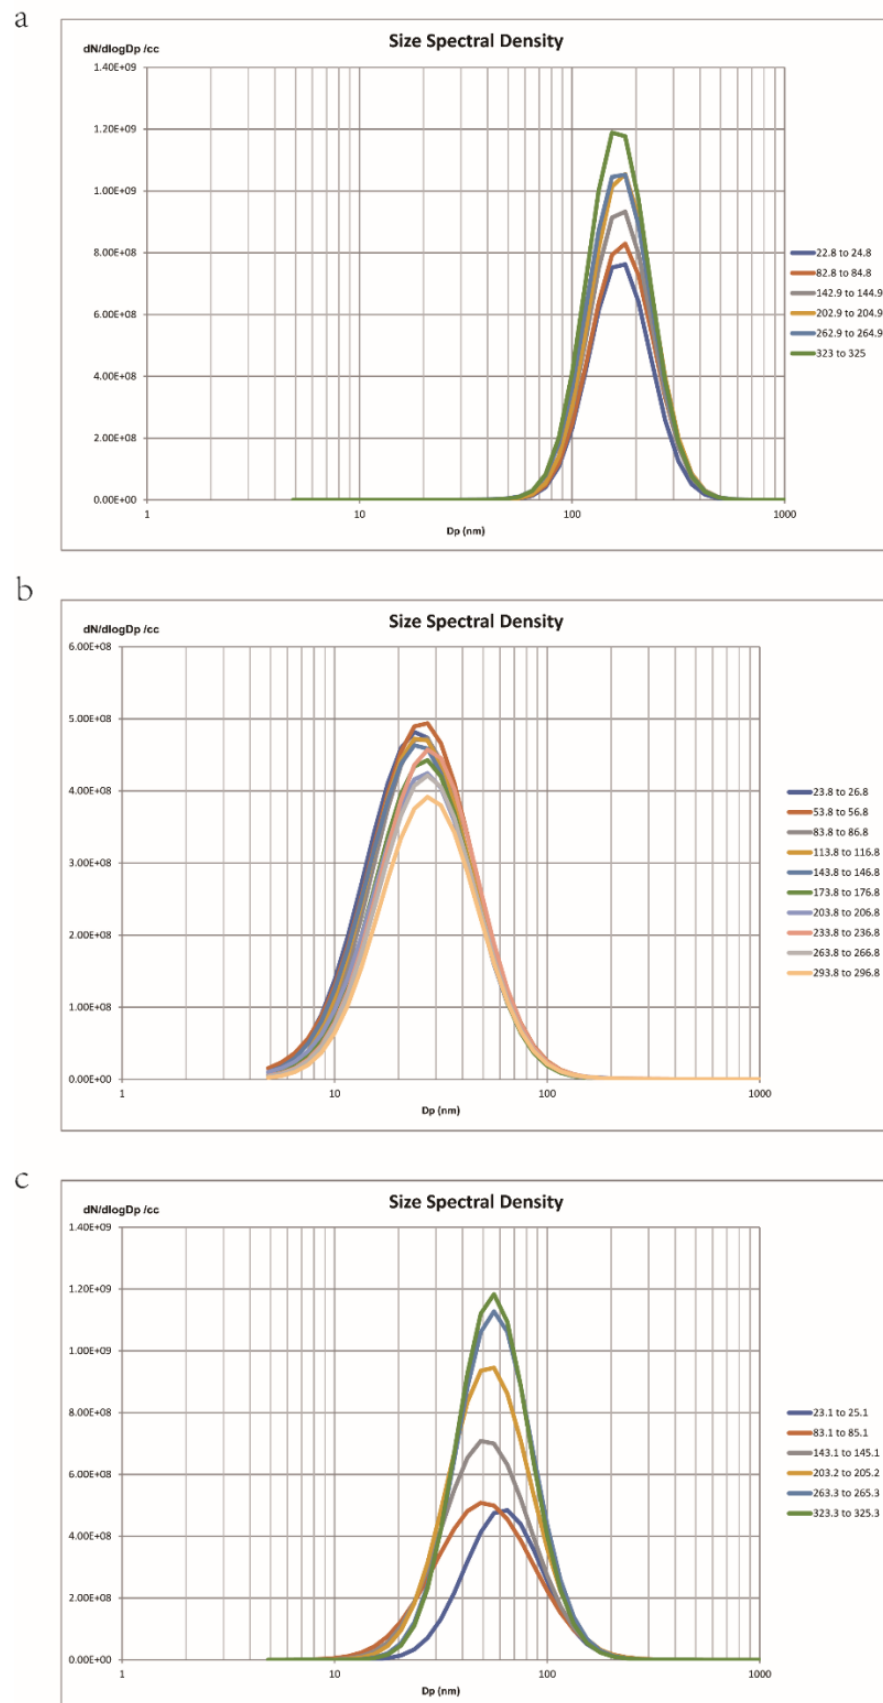 a
Size Spectral Density
dN/dlogDp /cc
1.40E+09
1.20E+09
1.00E+09
8.00E+08
6.00E+08
4.00E+08
2.00E+08
0.00E+00
1 10 100 1000
Dp (nm)
22.8 to 24.8
82.8 to 84.8
142.9 to 144.9
202.9 to 204.9
262.9 to 264.9
323 to 325
b
Size Spectral Density
dN/dlogDp /cc
6.00E+08
5.00E+08
4.00E+08
3.00E+08
2.00E+08
1.00E+08
0.00E+00
1 10 100 1000
Dp (nm)
23.8 to 26.8
53.8 to 56.8
83.8 to 86.8
113.8 to 116.8
143.8 to 146.8
173.8 to 176.8
203.8 to 206.8
233.8 to 236.8
263.8 to 266.8
293.8 to 296.8
c
Size Spectral Density
dN/dlogDp /cc
1.40E+09
1.20E+09
1.00E+09
8.00E+08
6.00E+08
4.00E+08
2.00E+08
0.00E+00
1 10 100 1000
Dp (nm)
23.1 to 25.1
83.1 to 85.1
143.1 to 145.1
203.2 to 205.2
263.3 to 265.3
323.3 to 325.3